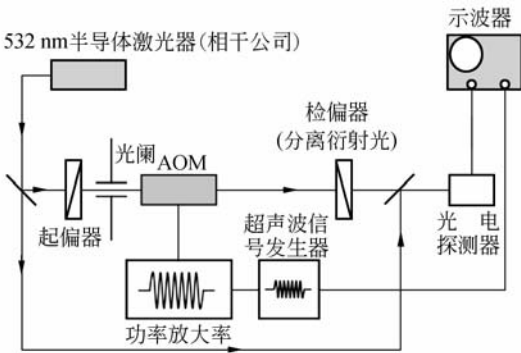 示波器
532 nm半导体激光器(相干公司)
检偏器
(分离衍射光)
光阑
AOM
起偏器
超声波信
号发生器
光 电
探测器
功率放大率